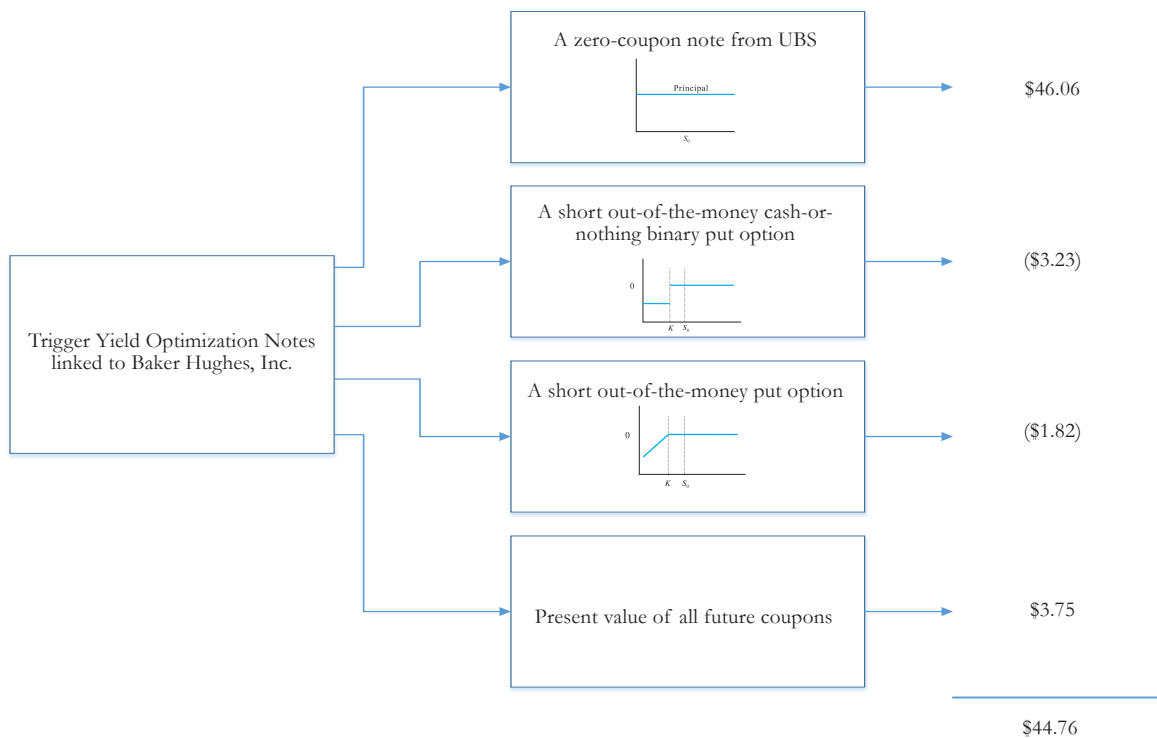 Trigger Yield Optimization Notes
linked to Baker Hughes, Inc.
A zero-coupon note from UBS
Principal
S₀
$46.06
A short out-of-the-money cash-or-
nothing binary put option
0
K
S₀
($3.23)
A short out-of-the-money put option
0
K
S₀
($1.82)
Present value of all future coupons
$3.75
$44.76